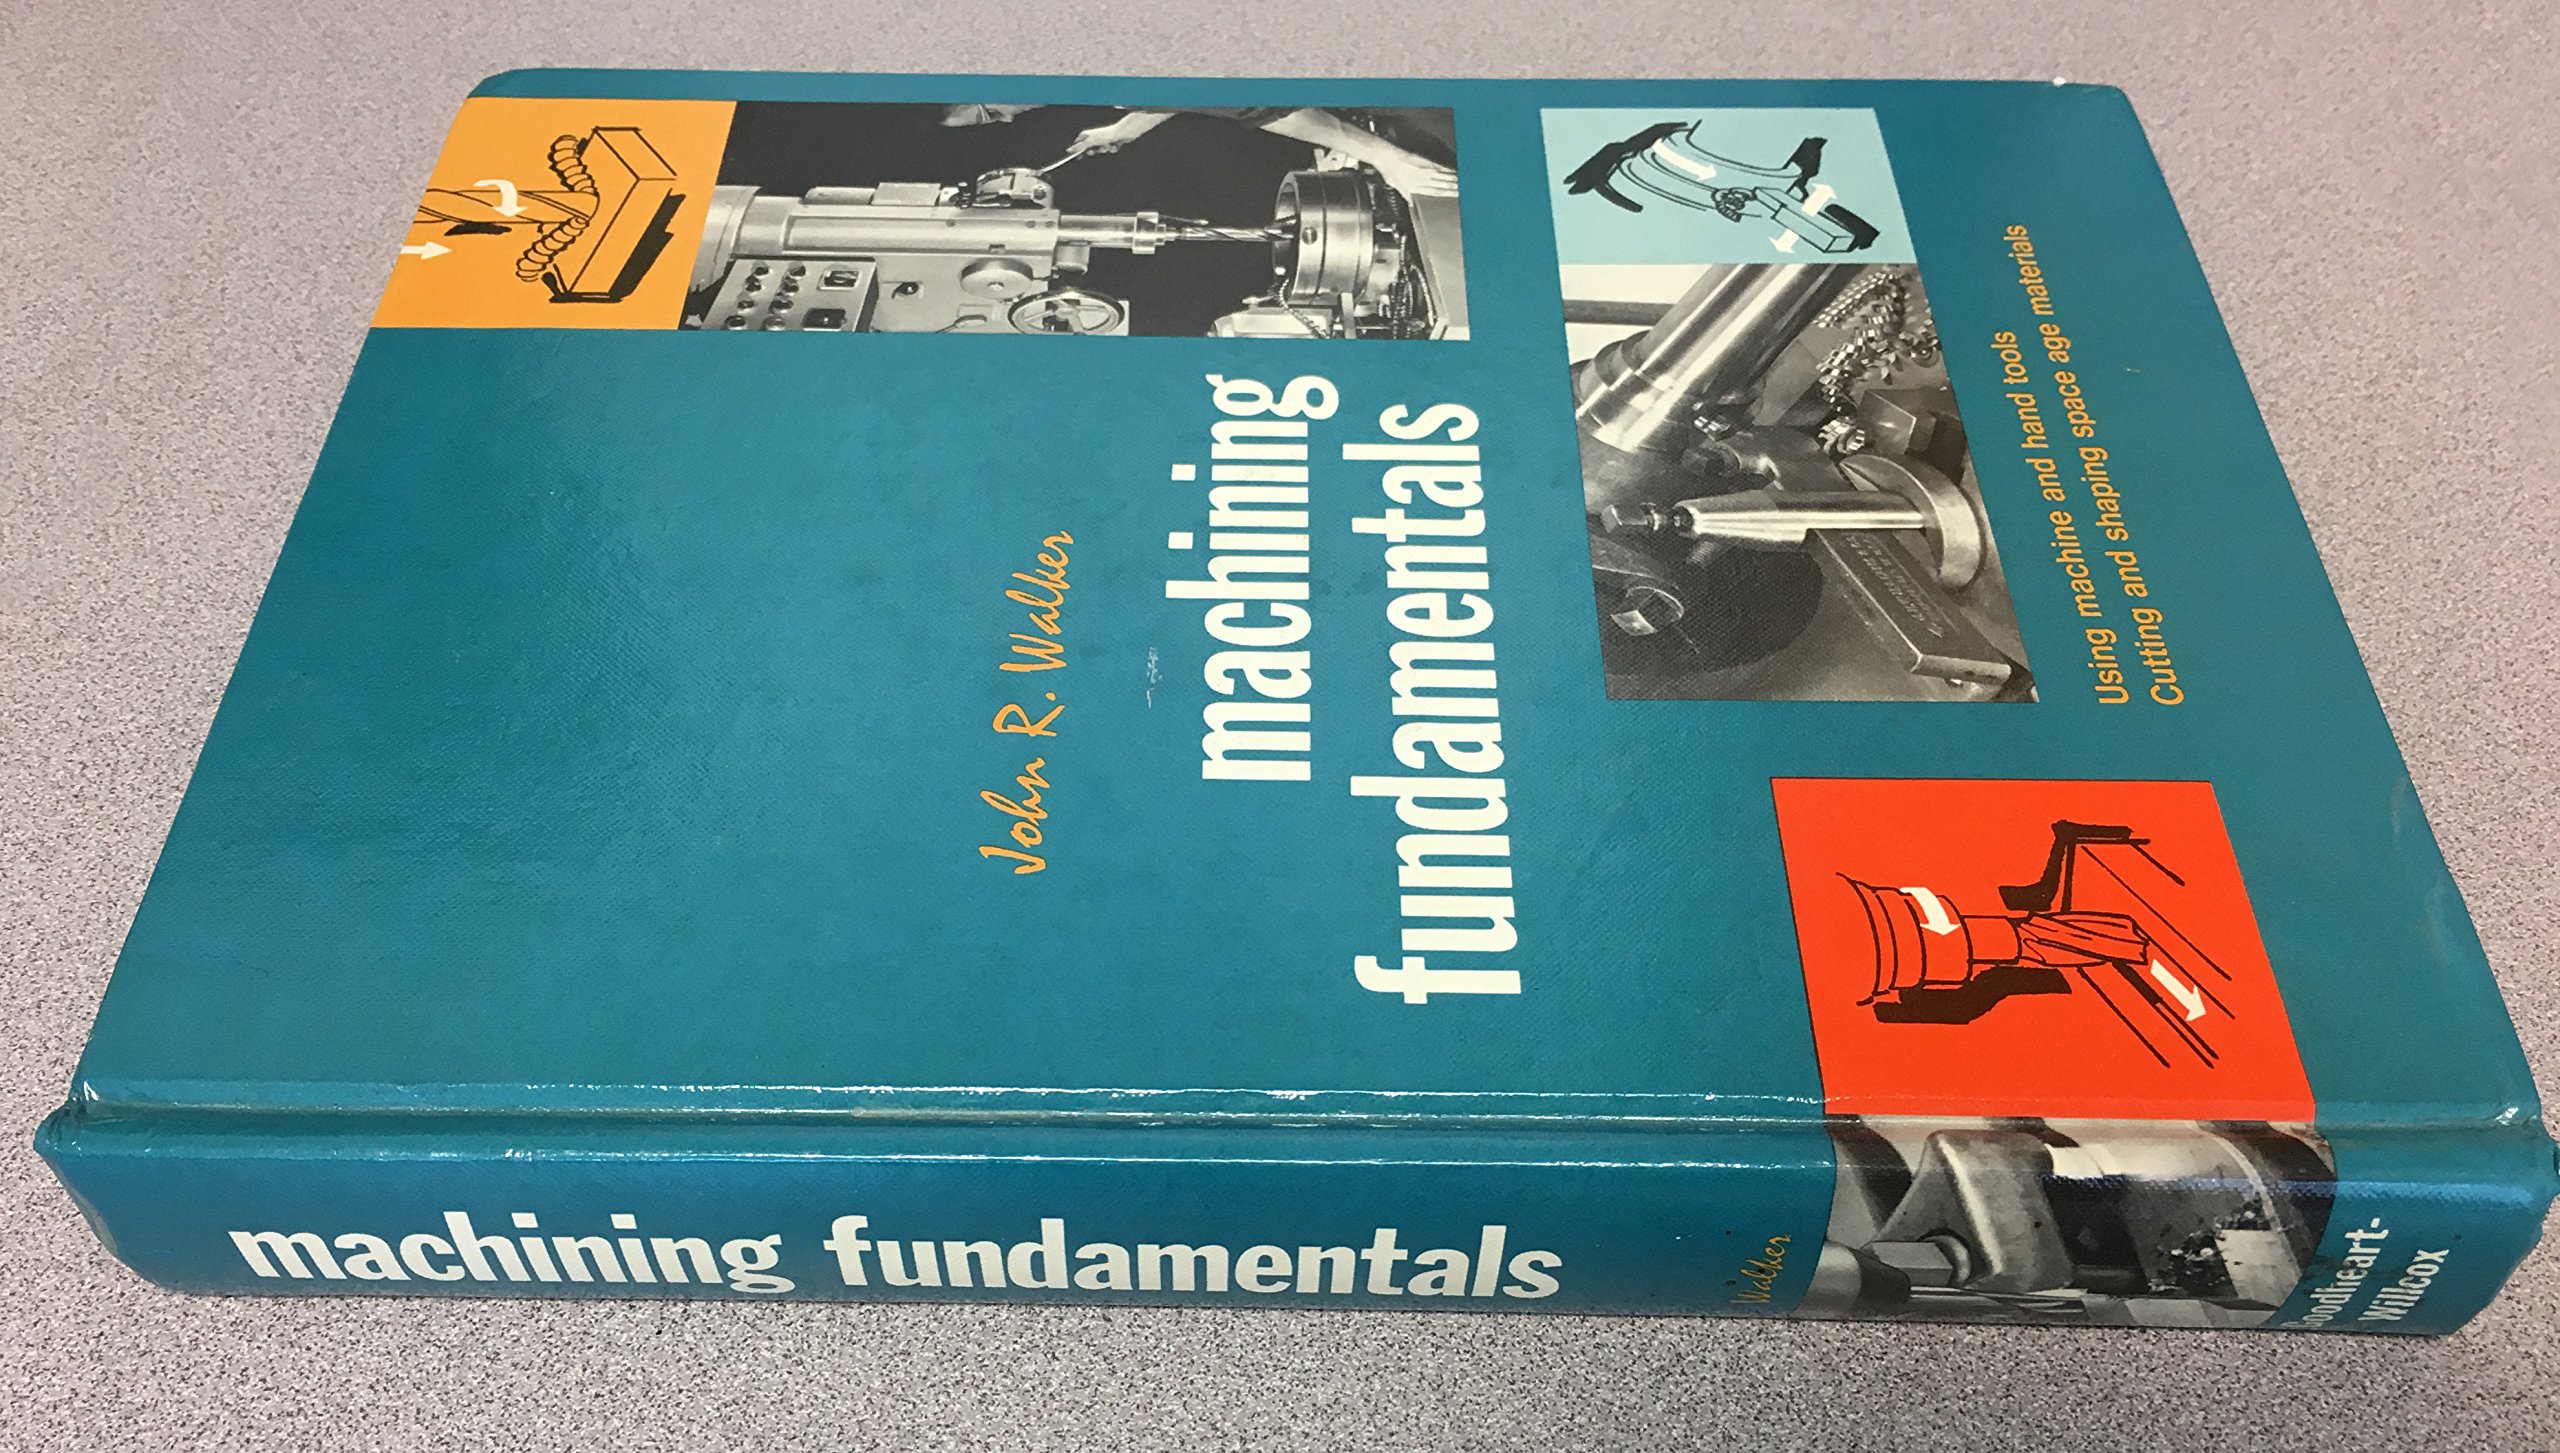 John R. Walker
machining
fundamentals
Using machine and hand tools
Cutting and shaping space age materials
machining fundamentals
Walker
Goodheart-
Willcox